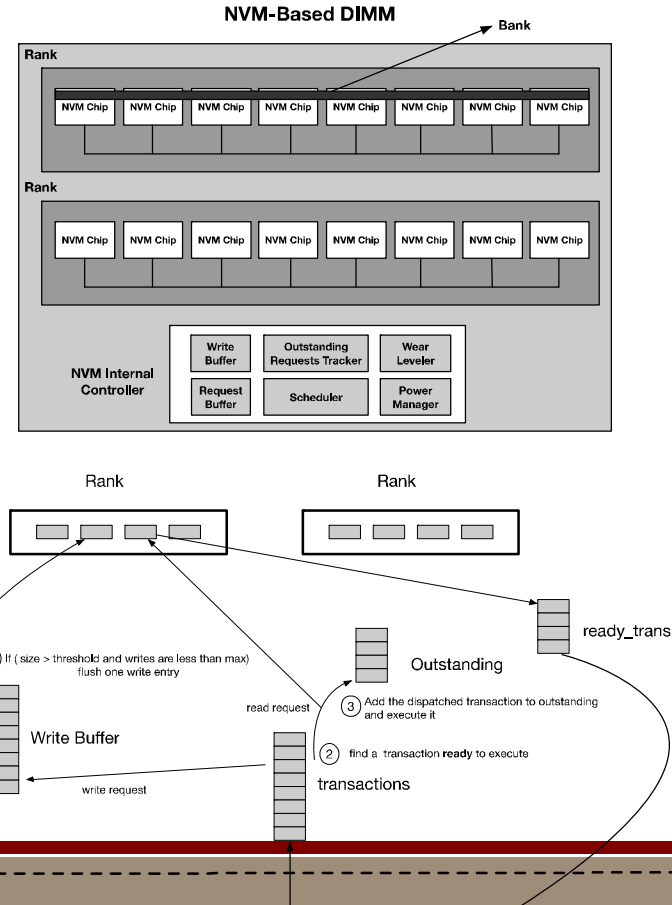 NVM-Based DIMM
Bank
Rank
NVM Chip NVM Chip NVM Chip NVM Chip NVM Chip NVM Chip NVM Chip NVM Chip
Rank
NVM Chip NVM Chip NVM Chip NVM Chip NVM Chip NVM Chip NVM Chip NVM Chip
NVM Internal
Controller
Write
Buffer
Outstanding
Requests Tracker
Wear
Leveler
Request
Buffer
Scheduler
Power
Manager
Rank
Rank
ready_trans
) If ( size > threshold and writes are less than max)
flush one write entry
Outstanding
read request
3 Add the dispatched transaction to outstanding
and execute it
Write Buffer
2 find a transaction ready to execute
transactions
write request